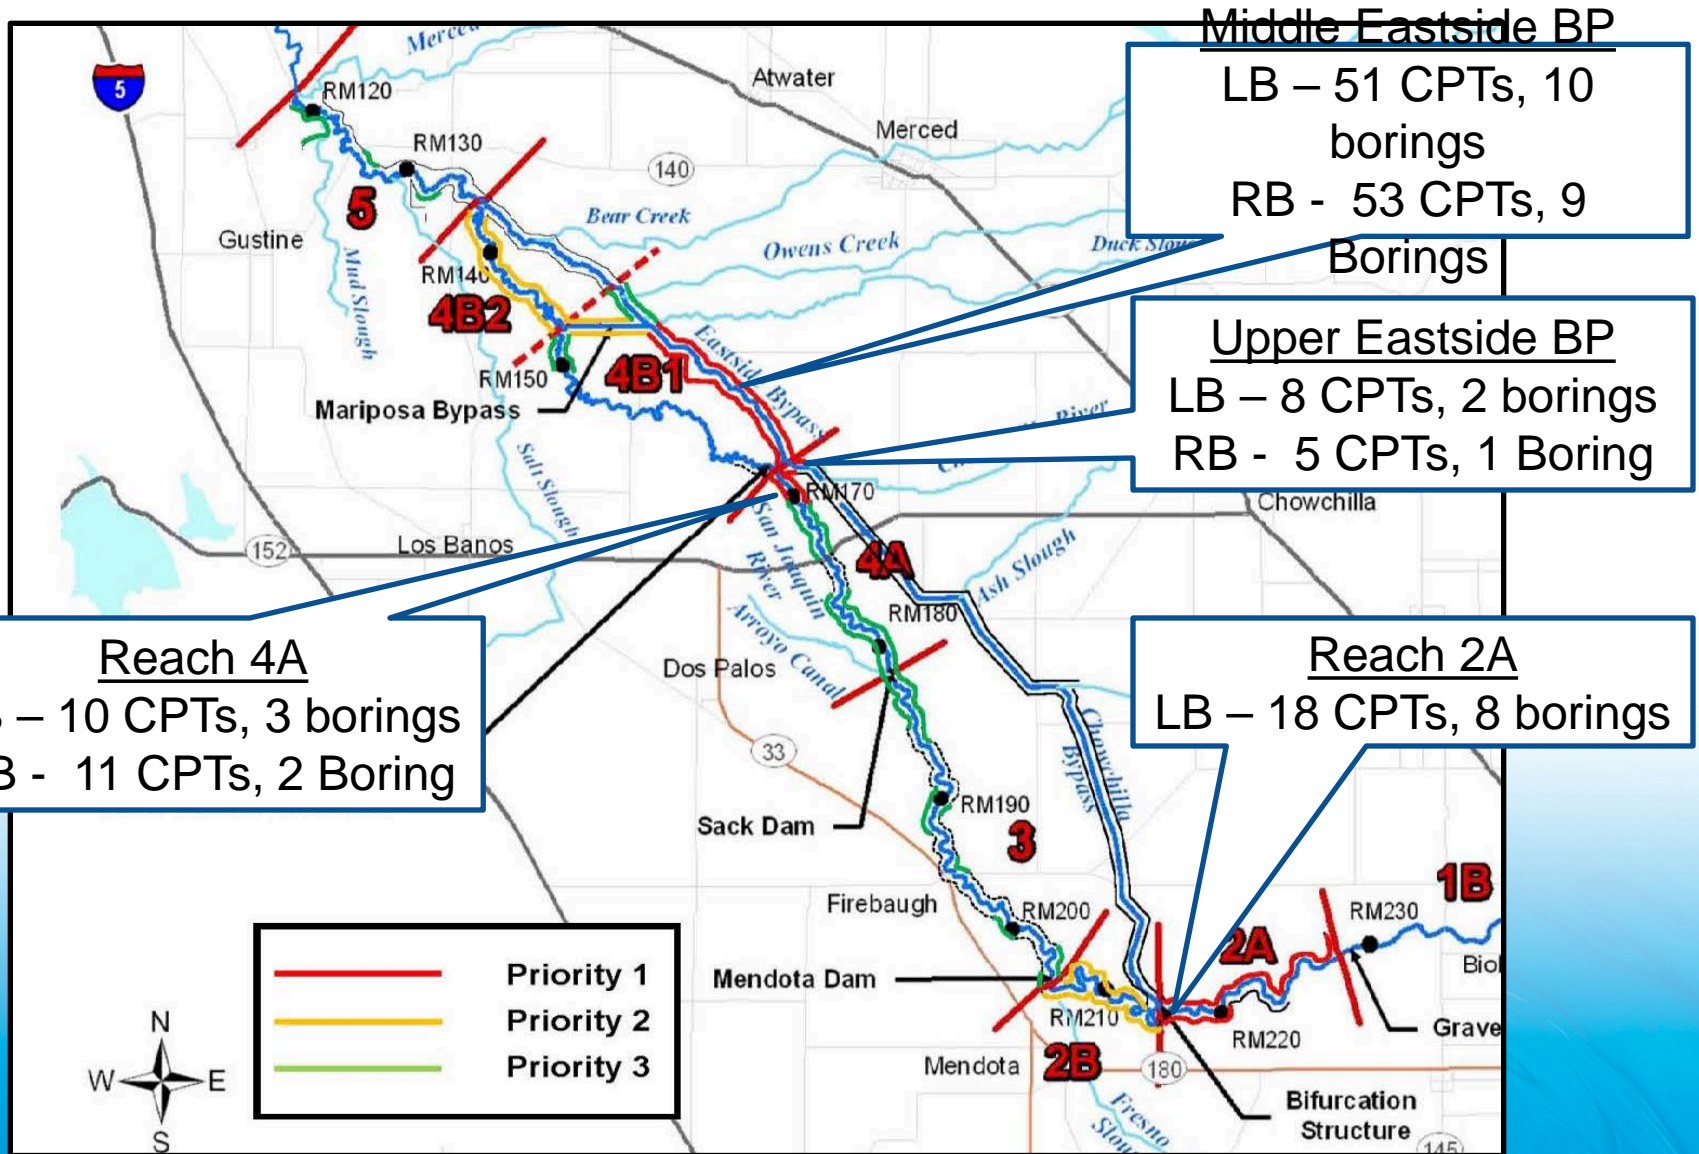 Middle Eastside BP
LB – 51 CPTs, 10
borings
RB - 53 CPTs, 9
Borings
Upper Eastside BP
LB – 8 CPTs, 2 borings
RB - 5 CPTs, 1 Boring
Reach 4A
– 10 CPTs, 3 borings
B - 11 CPTs, 2 Boring
Reach 2A
LB – 18 CPTs, 8 borings
5
Merced
Atwater
RM120
Merced
RM130
140
5
Bear Creek
Gustine
Owens Creek
Duck
Mud Slough
RM140
4B2
Eastside Bypass
RM150
4B1
Mariposa Bypass
River
Salt Slough
RM170
Chowchilla
San Joaquin
River
152
Los Banos
4A
Ash Slough
RM180
Arroyo Canal
Dos Palos
Chowchilla
Bypass
33
RM190
Sack Dam
3
1B
Firebaugh
RM200
RM230
2A
Mendota Dam
RM210
RM220
Mendota
2B
180
Fresno
Bifurcation
Structure
145
Priority 1
Priority 2
Priority 3
N
W
E
S